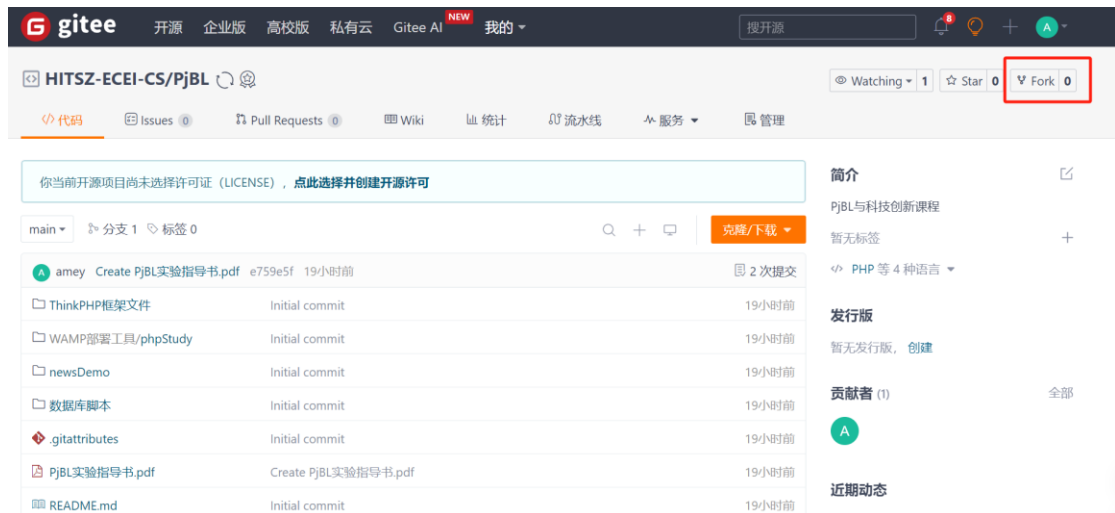 gitee 开源 企业版 高校版 私有云 Gitee AI NEW 我的 搜开源 8 A
HITSZ-ECEI-CS/PjBL Watching 1 Star 0 Fork 0
代码 Issues 0 Pull Requests 0 Wiki 统计 流水线 服务 管理
你当前开源项目尚未选择许可证（LICENSE），点此选择并创建开源许可
main 分支 1 标签 0 克隆/下载
A amey Create PjBL实验指导书.pdf e759e5f 19小时前 2 次提交
ThinkPHP框架文件 Initial commit 19小时前
WAMP部署工具/phpStudy Initial commit 19小时前
newsDemo Initial commit 19小时前
数据库脚本 Initial commit 19小时前
.gitattributes Initial commit 19小时前
PjBL实验指导书.pdf Create PjBL实验指导书.pdf 19小时前
README.md Initial commit 19小时前
简介
PjBL与科技创新课程
暂无标签
PHP 等 4 种语言
发行版
暂无发行版，创建
贡献者 (1) 全部
A
近期动态